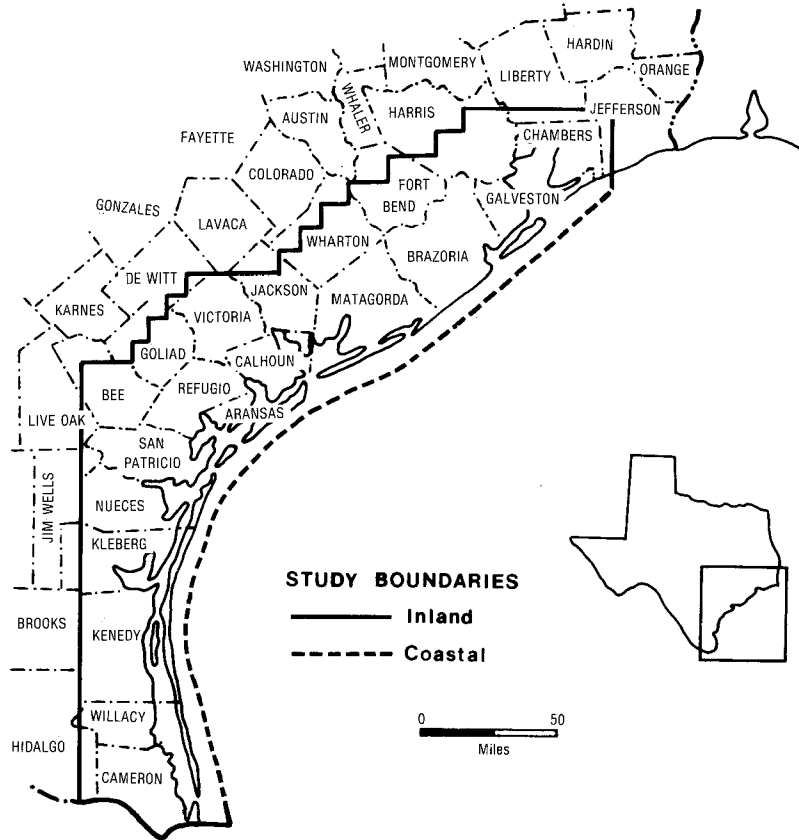 HARDIN
MONTGOMERY
WASHINGTON
LIBERTY
ORANGE
WHALER
HARRIS
JEFFERSON
AUSTIN
CHAMBERS
FAYETTE
COLORADO
FORT
BEND
GALVESTON
GONZALES
LAVACA
WHARTON
BRAZORIA
DE WITT
JACKSON
MATAGORDA
KARNES
VICTORIA
GOLIAD
CALHOUN
BEE
REFUGIO
ARANSAS
LIVE OAK
SAN
PATRICIO
JIM WELLS
NUECES
KLEBERG
STUDY BOUNDARIES
Inland
BROOKS
KENEDY
Coastal
WILLACY
0 50
Miles
HIDALGO
CAMERON